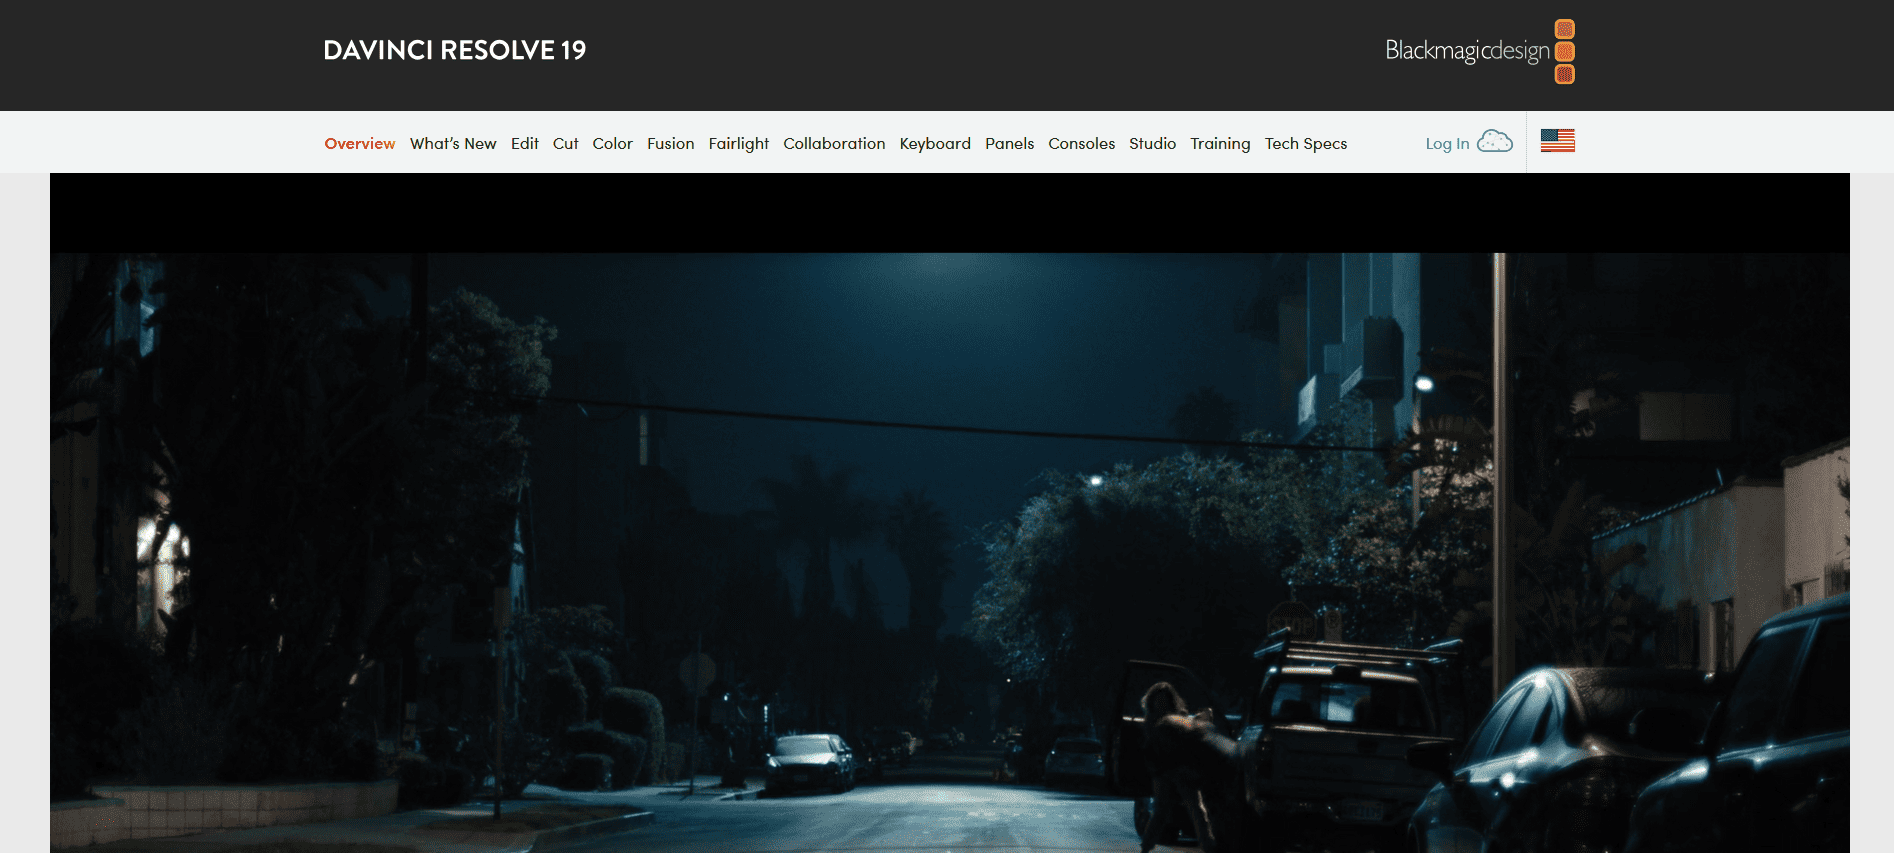 DAVINCI RESOLVE 19
Blackmagicdesign
Overview What's New Edit Cut Color Fusion Fairlight Collaboration Keyboard Panels Consoles Studio Training Tech Specs Log In
STOP